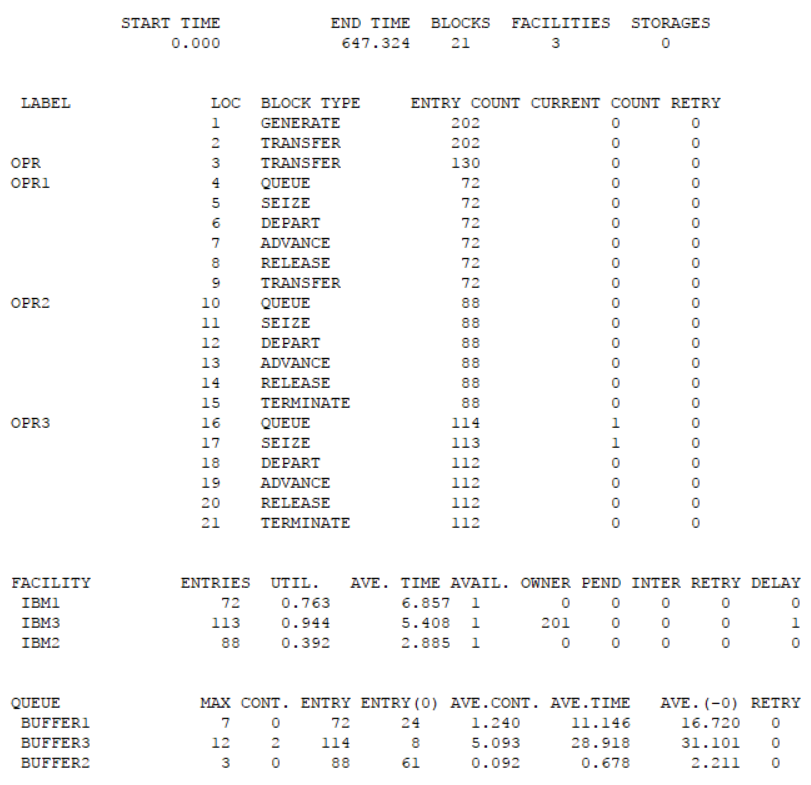 START TIME END TIME BLOCKS FACILITIES STORAGES
0.000 647.324 21 3 0
LABEL LOC BLOCK TYPE ENTRY COUNT CURRENT COUNT RETRY
1 GENERATE 202 0 0
2 TRANSFER 202 0 0
OPR 3 TRANSFER 130 0 0
OPR1 4 QUEUE 72 0 0
5 SEIZE 72 0 0
6 DEPART 72 0 0
7 ADVANCE 72 0 0
8 RELEASE 72 0 0
9 TRANSFER 72 0 0
OPR2 10 QUEUE 88 0 0
11 SEIZE 88 0 0
12 DEPART 88 0 0
13 ADVANCE 88 0 0
14 RELEASE 88 0 0
15 TERMINATE 88 0 0
OPR3 16 QUEUE 114 1 0
17 SEIZE 113 1 0
18 DEPART 112 0 0
19 ADVANCE 112 0 0
20 RELEASE 112 0 0
21 TERMINATE 112 0 0
FACILITY ENTRIES UTIL. AVE. TIME AVAIL. OWNER PEND INTER RETRY DELAY
IBM1 72 0.763 6.857 1 0 0 0 0 0
IBM3 113 0.944 5.408 1 201 0 0 0 1
IBM2 88 0.392 2.885 1 0 0 0 0 0
QUEUE MAX CONT. ENTRY ENTRY(0) AVE.CONT. AVE.TIME AVE.(-0) RETRY
BUFFER1 7 0 72 24 1.240 11.146 16.720 0
BUFFER3 12 2 114 8 5.093 28.918 31.101 0
BUFFER2 3 0 88 61 0.092 0.678 2.211 0